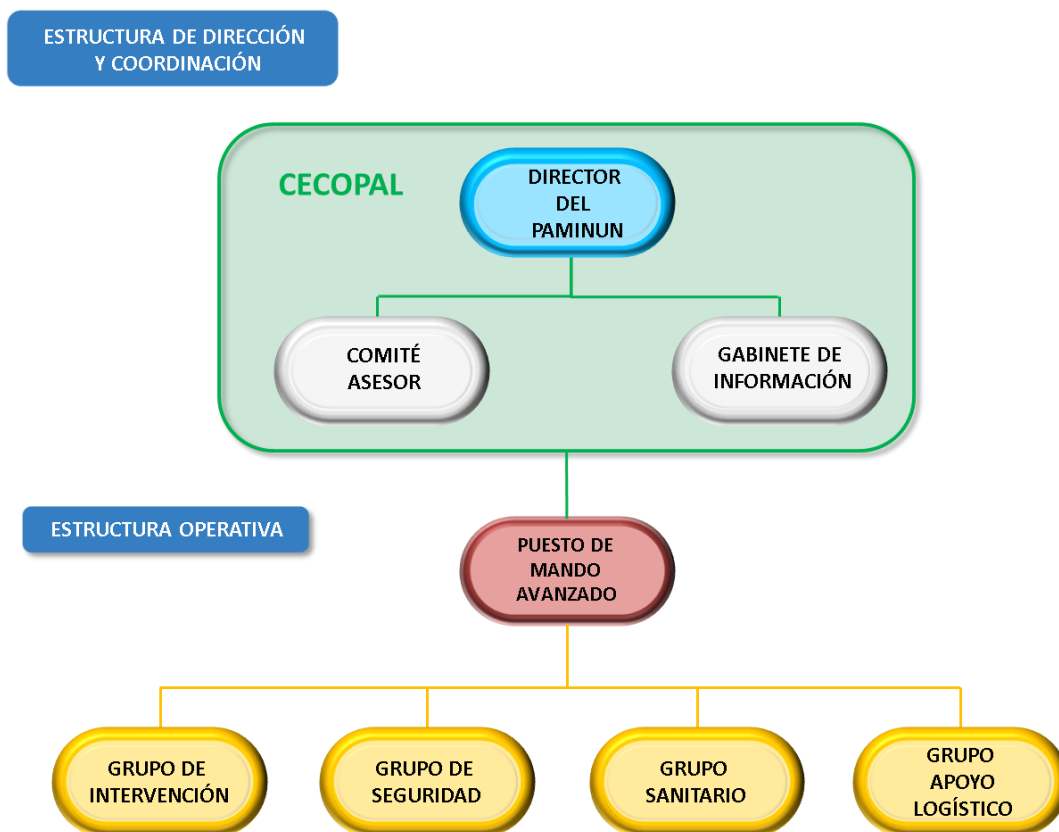 ESTRUCTURA DE DIRECCIÓN
Y COORDINACIÓN
CECOPAL
DIRECTOR
DEL
PAMINUN
COMITÉ
ASESOR
GABINETE DE
INFORMACIÓN
ESTRUCTURA OPERATIVA
PUESTO DE
MANDO
AVANZADO
GRUPO DE
INTERVENCIÓN
GRUPO DE
SEGURIDAD
GRUPO
SANITARIO
GRUPO
APOYO
LOGÍSTICO